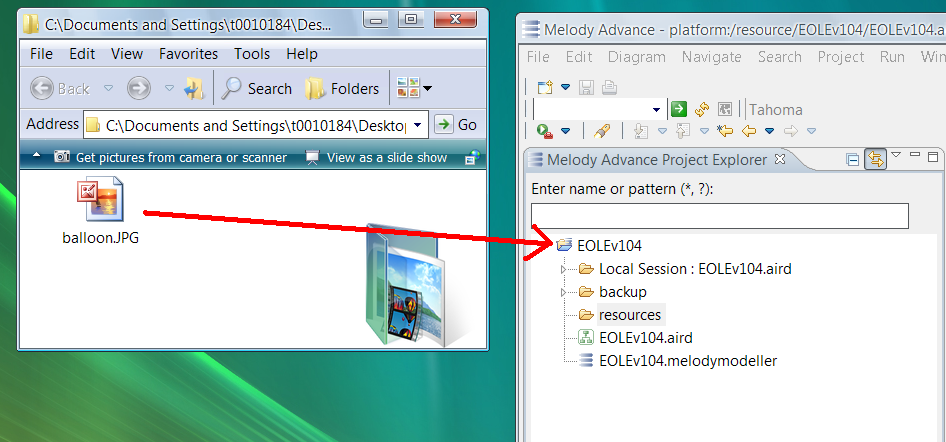 C:\Documents and Settings\t0010184\Des...
File Edit View Favorites Tools Help
Back Search Folders
Address C:\Documents and Settings\t0010184\Deskto Go
Get pictures from camera or scanner View as a slide show
balloon.JPG
Melody Advance - platform:/resource/EOLEv104/EOLEv104.a
File Edit Diagram Navigate Search Project Run Win
Tahoma
Melody Advance Project Explorer
Enter name or pattern (*, ?):
EOLEv104
Local Session : EOLEv104.aird
backup
resources
EOLEv104.aird
EOLEv104.melodymodeller